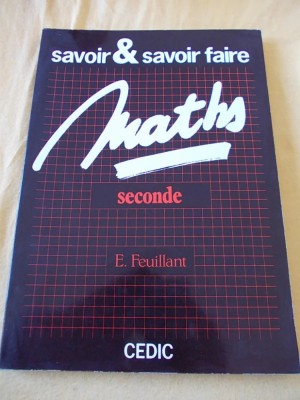 savoir & savoir faire
Maths
seconde
E. Feuillant
CEDIC